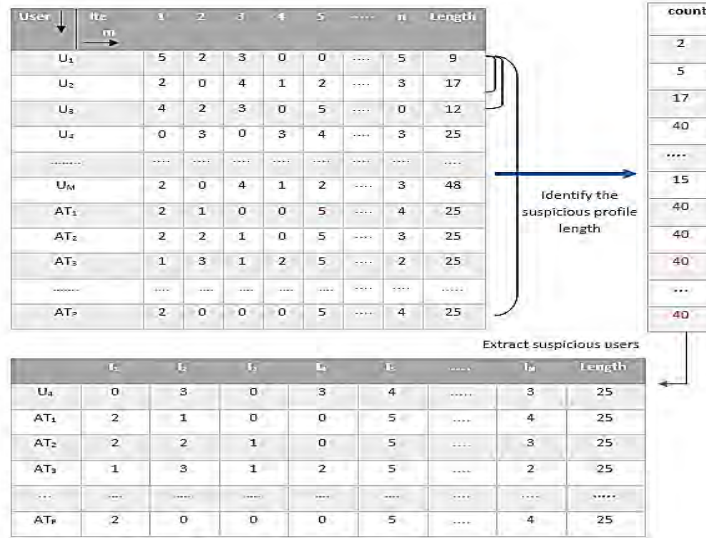 User Ite 1 2 3 4 5 ..... n Length
m
U₁ 5 2 3 0 0 .... 5 9
U₂ 2 0 4 1 2 .... 3 17
U₃ 4 2 3 0 5 .... 0 12
U₄ 0 3 0 3 4 .... 3 25
........ .... .... .... .... .... .... .... ....
U_M 2 0 4 1 2 .... 3 48
AT₁ 2 1 0 0 5 .... 4 25
AT₂ 2 2 1 0 5 .... 3 25
AT₃ 1 3 1 2 5 .... 2 25
........ .... .... .... .... .... .... .... .....
AT_P 2 0 0 0 5 .... 4 25
Identify the
suspicious profile
length
count
2
5
17
40
....
15
40
40
40
...
40
Extract suspicious users
I₁ I₂ I₃ I₄ I₅ ..... Length
U₄ 0 3 0 3 4 ..... 3 25
AT₁ 2 1 0 0 5 .... 4 25
AT₂ 2 2 1 0 5 .... 3 25
AT₃ 1 3 1 2 5 .... 2 25
... .... .... .... .... .... .... .... .....
AT_P 2 0 0 0 5 .... 4 25